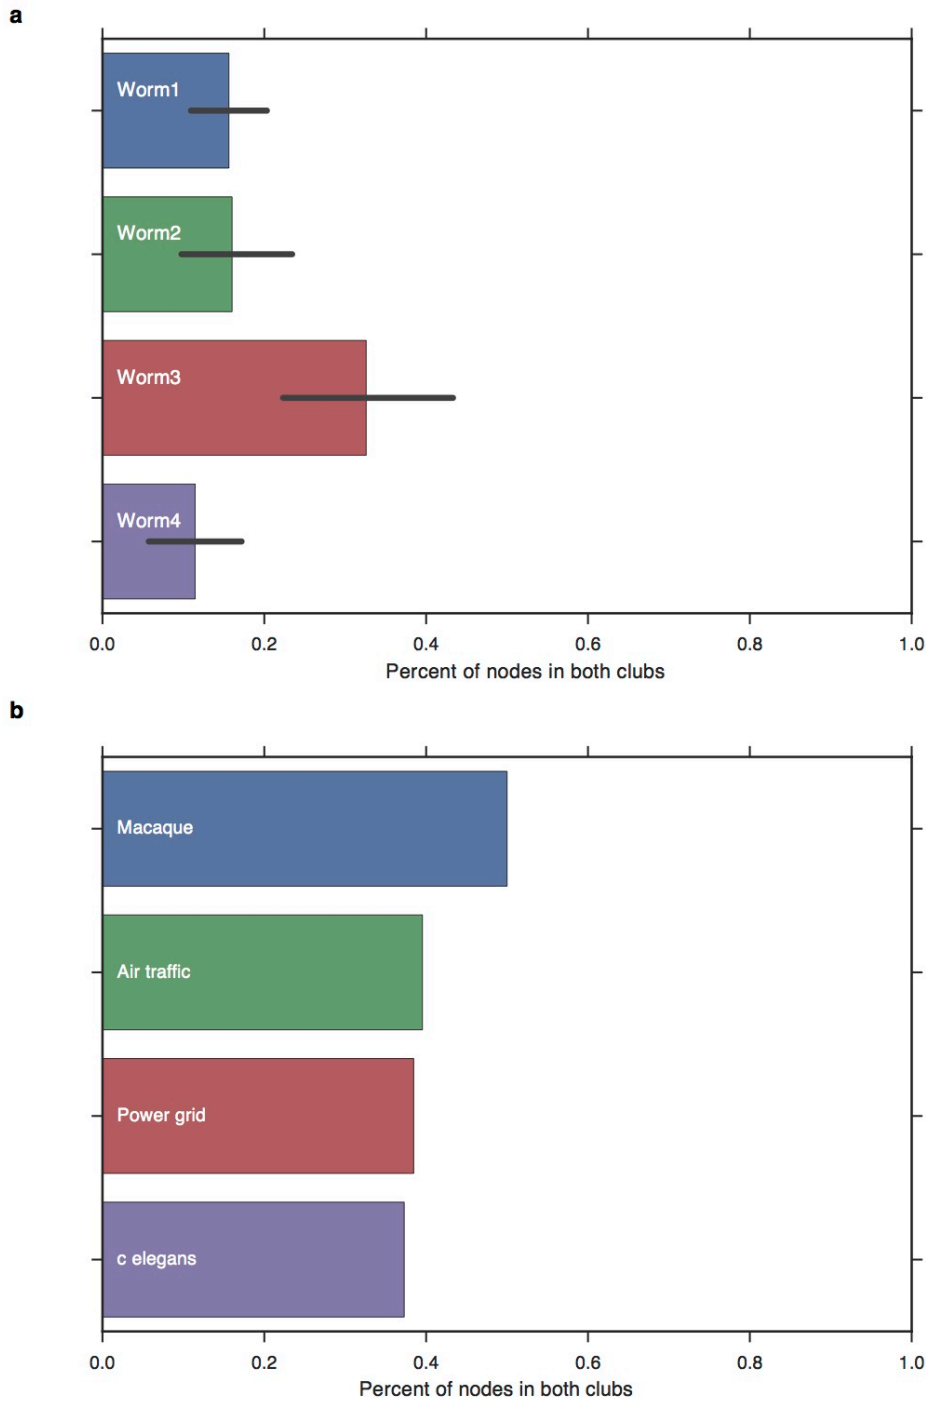 a
Worm1
Worm2
Worm3
Worm4
0.0 0.2 0.4 0.6 0.8 1.0
Percent of nodes in both clubs
b
Macaque
Air traffic
Power grid
c elegans
0.0 0.2 0.4 0.6 0.8 1.0
Percent of nodes in both clubs